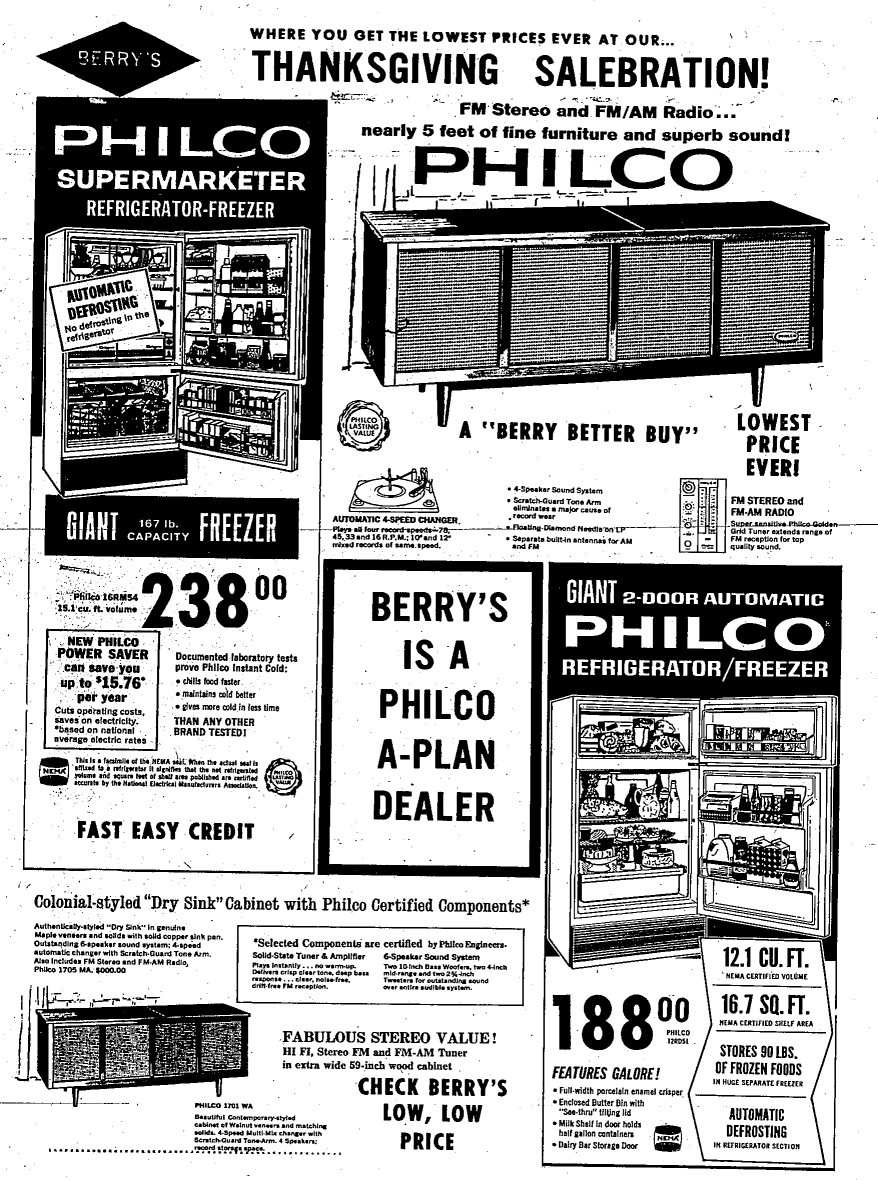 BERRY'S
WHERE YOU GET THE LOWEST PRICES EVER AT OUR...
THANKSGIVING SALEBRATION!
PHILCO
SUPERMARKETER
REFRIGERATOR-FREEZER
AUTOMATIC
DEFROSTING
No defrosting in the
refrigerator
GIANT 167 lb. CAPACITY FREEZER
Philco 16RM54
15.1 cu. ft. volume
238 00
NEW PHILCO
POWER SAVER
can save you
up to $15.76*
per year
Cuts operating costs,
saves on electricity.
*based on national
average electric rates
Documented laboratory tests
prove Philco Instant Cold:
• chills food faster
• maintains cold better
• gives more cold in less time
THAN ANY OTHER
BRAND TESTED!
NEMA
This is a facsimile of the NEMA seal. When the actual seal is
affixed to a refrigerator it signifies that the net refrigerated
volume and square feet of shelf area published are certified
accurate by the National Electrical Manufacturers Association.
PHILCO
LASTING
VALUE
FAST EASY CREDIT
FM Stereo and FM/AM Radio...
nearly 5 feet of fine furniture and superb sound!
PHILCO
PHILCO
LASTING
VALUE
A "BERRY BETTER BUY"
LOWEST
PRICE
EVER!
AUTOMATIC 4-SPEED CHANGER.
Plays all four record speeds—78,
45, 33 and 16 R.P.M.; 10" and 12"
mixed records of same speed.
• 4-Speaker Sound System
• Scratch-Guard Tone Arm
eliminates a major cause of
record wear
• Floating Diamond Needle on LP
• Separate built-in antennas for AM
and FM
FM STEREO and
FM-AM RADIO
Super sensitive Philco Golden
Grid Tuner extends range of
FM reception for top
quality sound.
BERRY'S
IS A
PHILCO
A-PLAN
DEALER
GIANT 2-DOOR AUTOMATIC
PHILCO
REFRIGERATOR/FREEZER
12.1 CU. FT.
NEMA CERTIFIED VOLUME
16.7 SQ. FT.
NEMA CERTIFIED SHELF AREA
STORES 90 LBS.
OF FROZEN FOODS
IN HUGE SEPARATE FREEZER
AUTOMATIC
DEFROSTING
IN REFRIGERATOR SECTION
188 00
PHILCO
12RD5L
FEATURES GALORE!
• Full-width porcelain enamel crisper
• Enclosed Butter Bin with
"See-thru" tilting lid
• Milk Shelf in door holds
half gallon containers
• Dairy Bar Storage Door
NEMA
Colonial-styled "Dry Sink" Cabinet with Philco Certified Components*
Authentically-styled "Dry Sink" in genuine
Maple veneers and solids with solid copper sink pan.
Outstanding 6-speaker sound system; 4-speed
automatic changer with Scratch-Guard Tone Arm.
Also includes FM Stereo and FM-AM Radio,
Philco 1705 MA. $000.00
*Selected Components are certified by Philco Engineers.
Solid-State Tuner & Amplifier
Plays instantly . . . no warm-up.
Delivers crisp clear tone, deep bass
response . . . clear, noise-free,
drift-free FM reception.
6-Speaker Sound System
Two 10-inch Bass Woofers, two 4-inch
mid-range and two 2¾-inch
Tweeters for outstanding sound
over entire audible system.
FABULOUS STEREO VALUE!
HI FI, Stereo FM and FM-AM Tuner
in extra wide 59-inch wood cabinet
PHILCO 1701 WA
Beautiful Contemporary-styled
cabinet of Walnut veneers and matching
solids. 4-Speed Multi-Mix changer with
Scratch-Guard Tone-Arm. 4 Speakers;
record storage space.
CHECK BERRY'S
LOW, LOW
PRICE